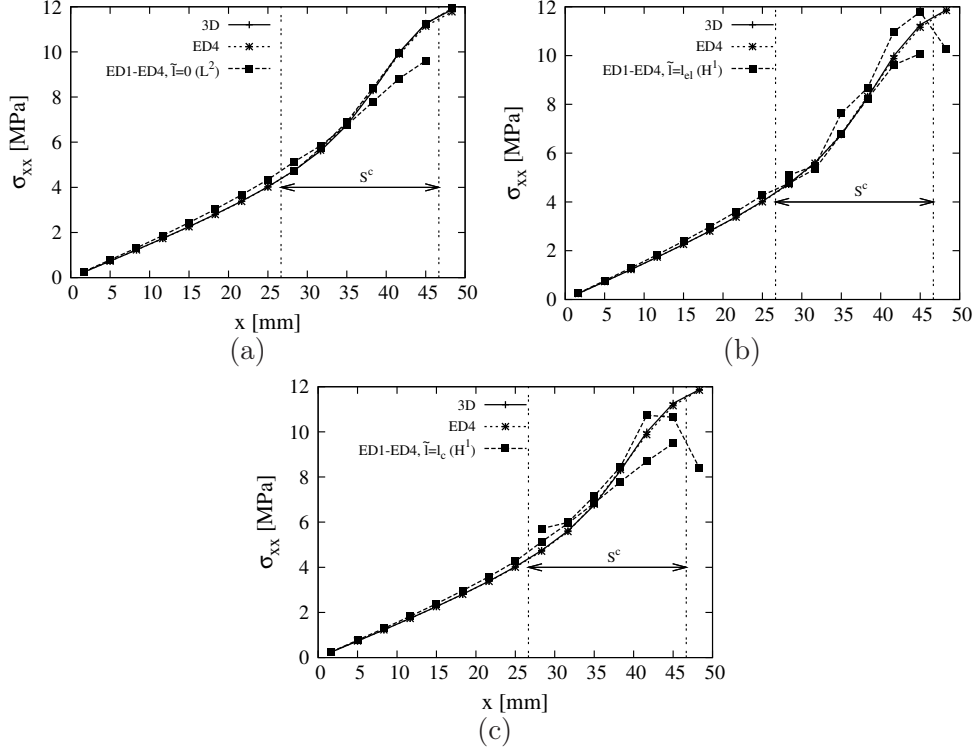 12
10
8
6
4
2
0
σxx [MPa]
3D
ED4
ED1-ED4, l̃=0 (L²)
Sᶜ
0 5 10 15 20 25 30 35 40 45 50
x [mm]
(a)
12
10
8
6
4
2
0
σxx [MPa]
3D
ED4
ED1-ED4, l̃=lel (H¹)
Sᶜ
0 5 10 15 20 25 30 35 40 45 50
(b)
12
10
8
6
4
2
0
σxx [MPa]
3D
ED4
ED1-ED4, l̃=lc (H¹)
Sᶜ
0 5 10 15 20 25 30 35 40 45 50
x [mm]
(c)